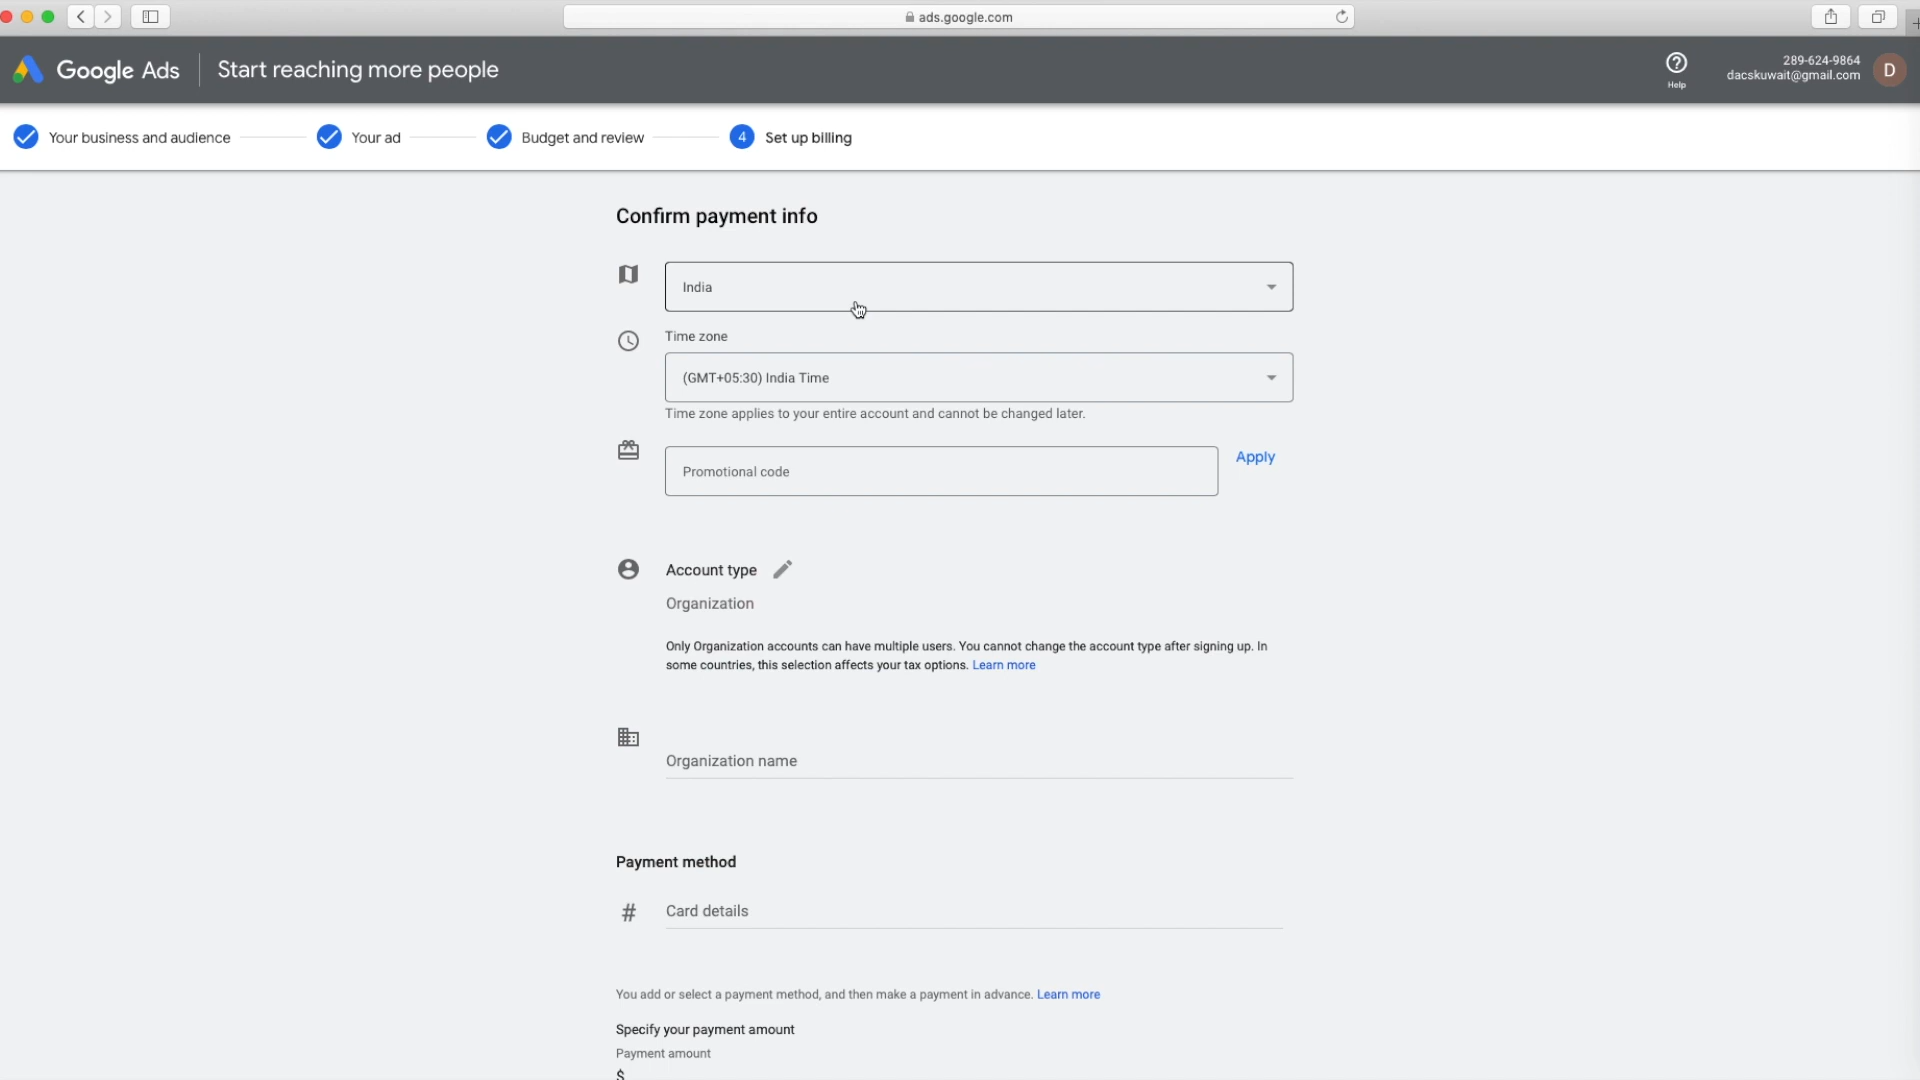 ads.google.com
Google Ads
Start reaching more people
Help
289-624-9864
dacskuwait@gmail.com
D
Your business and audience
Your ad
Budget and review
4
Set up billing
Confirm payment info
India
Time zone
(GMT+05:30) India Time
Time zone applies to your entire account and cannot be changed later.
Promotional code
Apply
Account type
Organization
Only Organization accounts can have multiple users. You cannot change the account type after signing up. In
some countries, this selection affects your tax options. Learn more
Organization name
Payment method
# Card details
You add or select a payment method, and then make a payment in advance. Learn more
Specify your payment amount
Payment amount
$